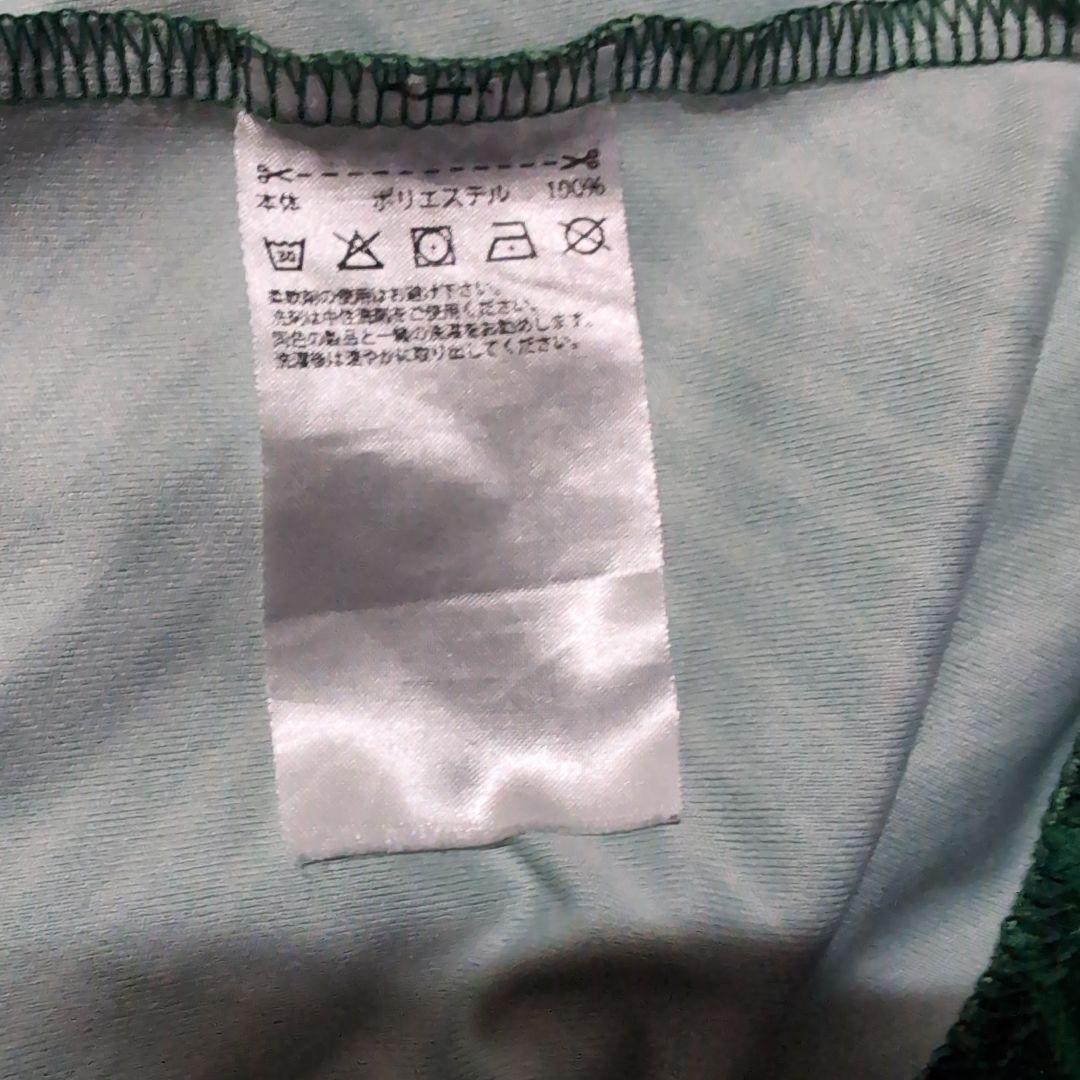 本体 ポリエステル 100%
30
柔軟剤の使用はお避け下さい。
洗剤は中性洗剤をご使用ください。
同色の製品と一緒の洗濯をお勧めします。
洗濯後は速やかに取り出してください。